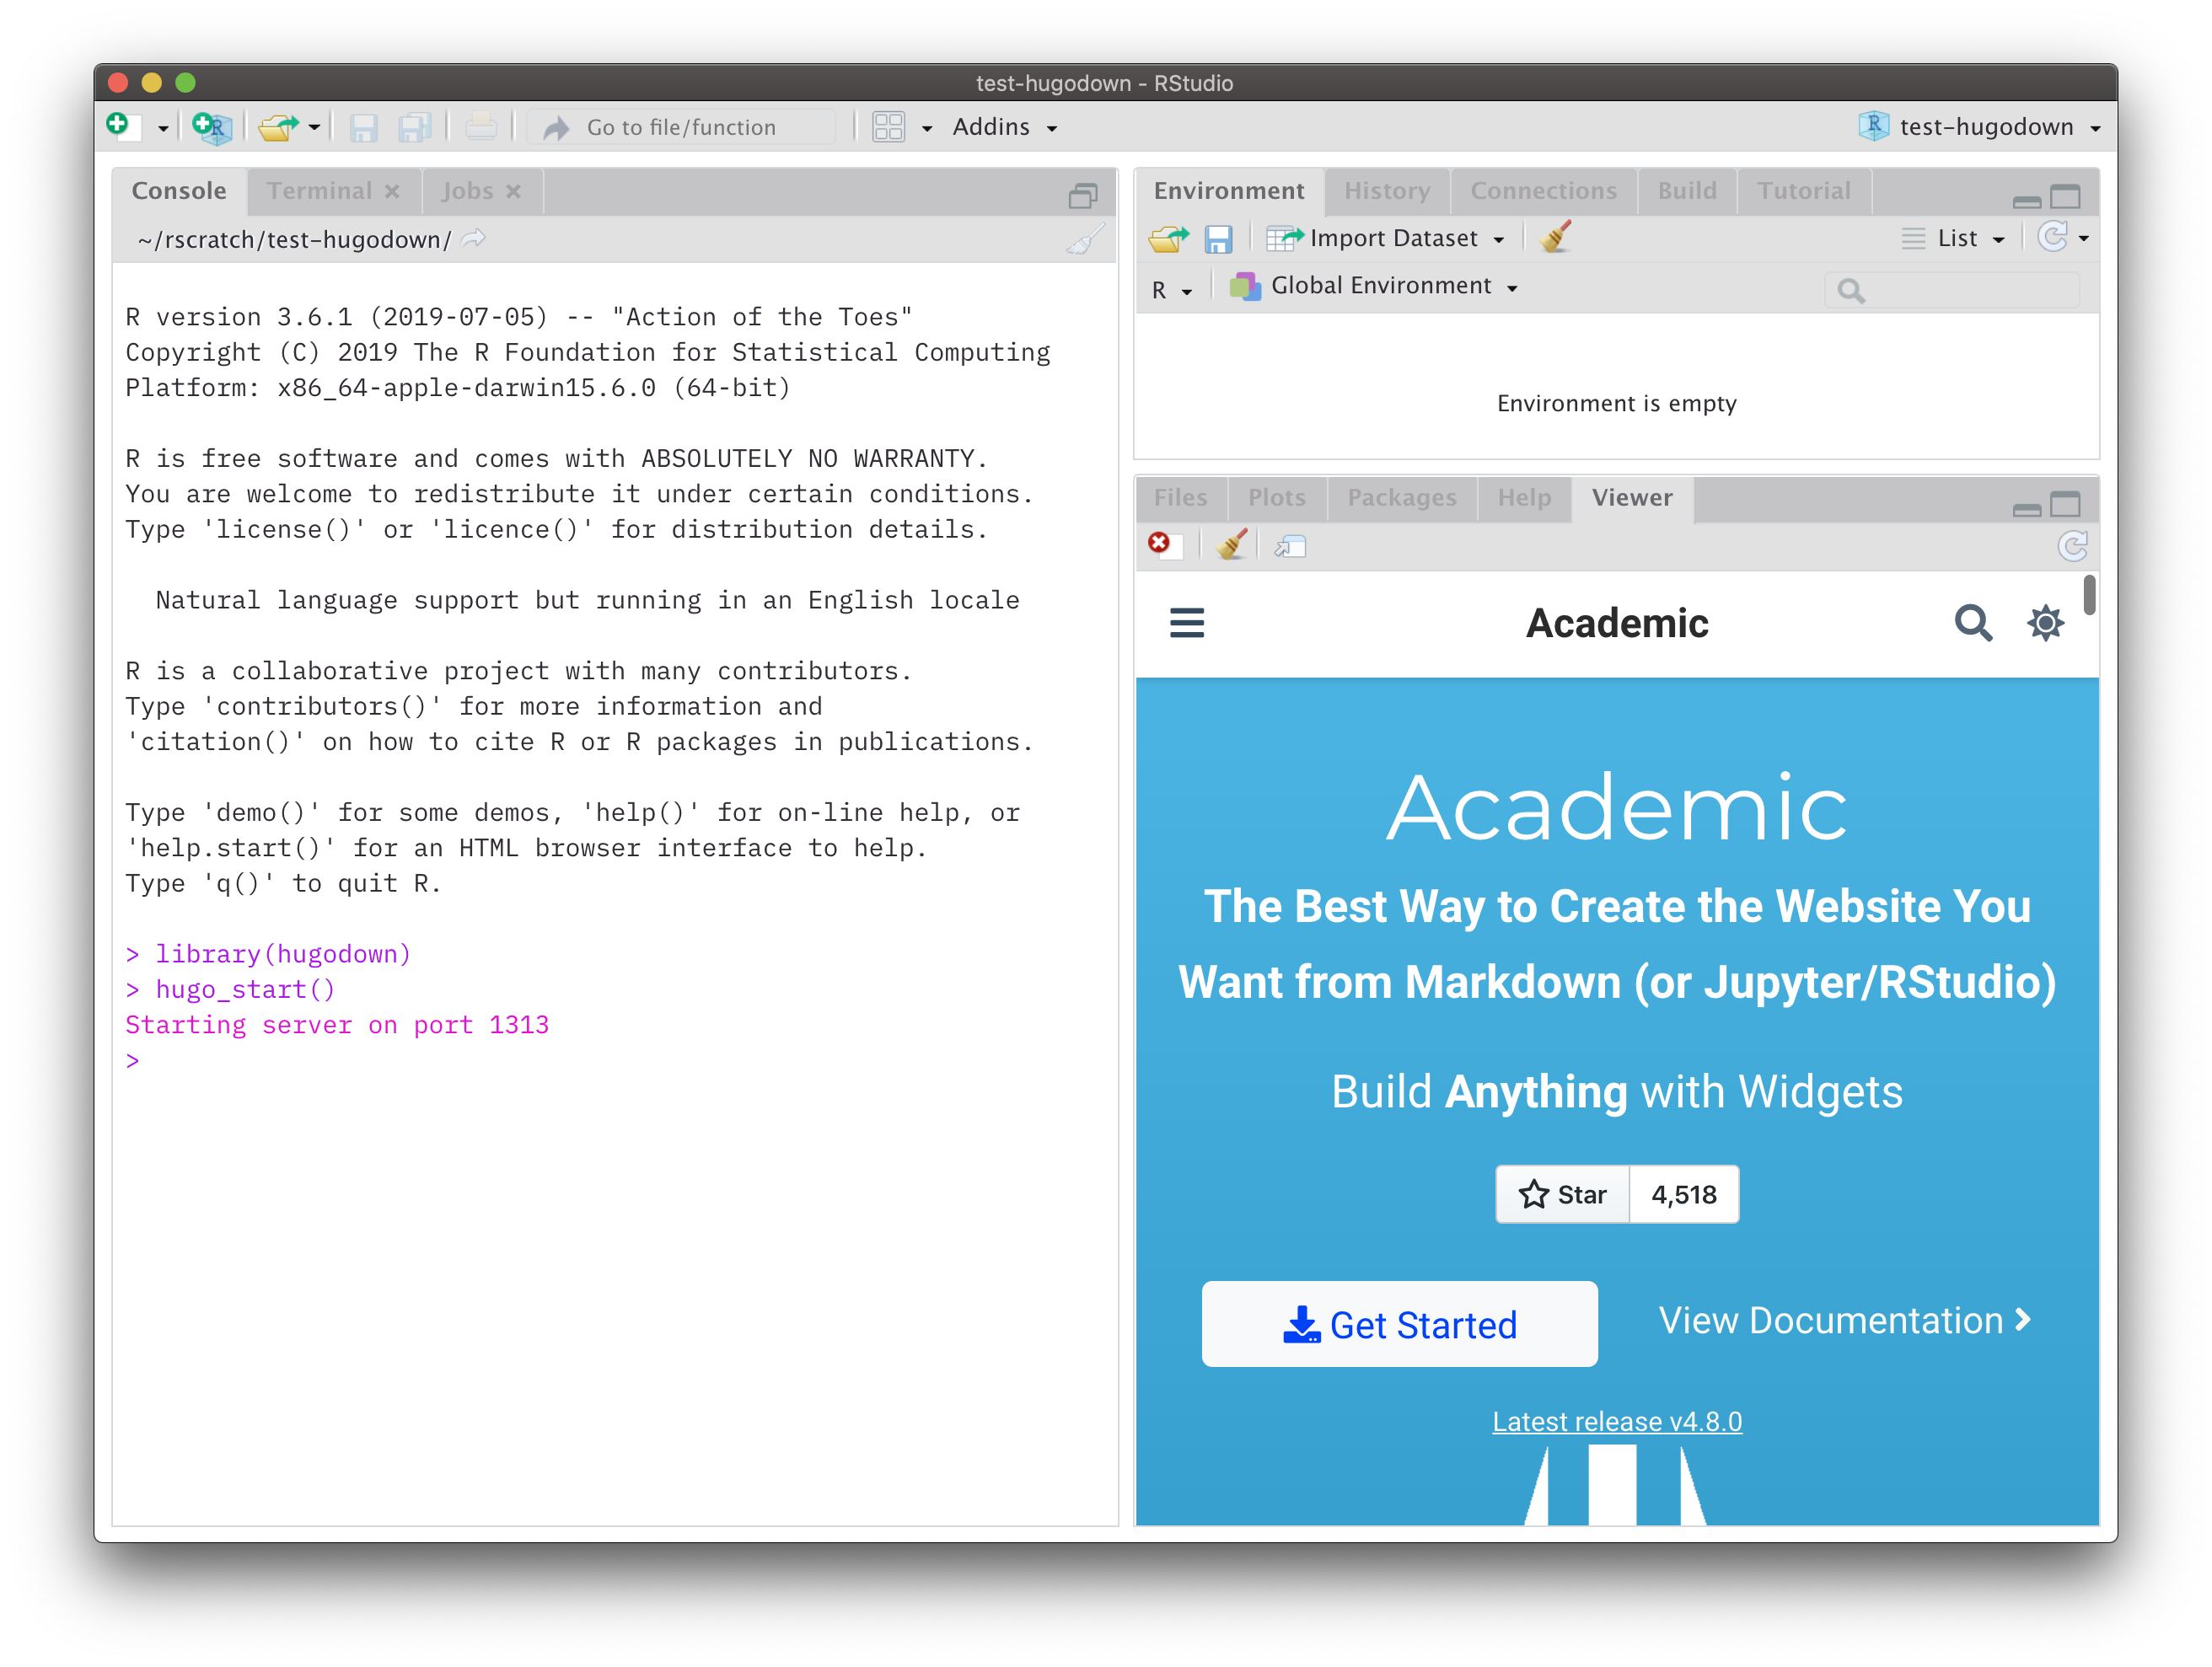 test-hugodown - RStudio
Go to file/function
Addins
test-hugodown
Console Terminal Jobs
~/rscratch/test-hugodown/
R version 3.6.1 (2019-07-05) -- "Action of the Toes"
Copyright (C) 2019 The R Foundation for Statistical Computing
Platform: x86_64-apple-darwin15.6.0 (64-bit)
R is free software and comes with ABSOLUTELY NO WARRANTY.
You are welcome to redistribute it under certain conditions.
Type 'license()' or 'licence()' for distribution details.
Natural language support but running in an English locale
R is a collaborative project with many contributors.
Type 'contributors()' for more information and
'citation()' on how to cite R or R packages in publications.
Type 'demo()' for some demos, 'help()' for on-line help, or
'help.start()' for an HTML browser interface to help.
Type 'q()' to quit R.
> library(hugodown)
> hugo_start()
Starting server on port 1313
>
Environment History Connections Build Tutorial
Import Dataset
List
R
Global Environment
Environment is empty
Files Plots Packages Help Viewer
Academic
Academic
The Best Way to Create the Website You
Want from Markdown (or Jupyter/RStudio)
Build Anything with Widgets
Star 4,518
Get Started
View Documentation
Latest release v4.8.0